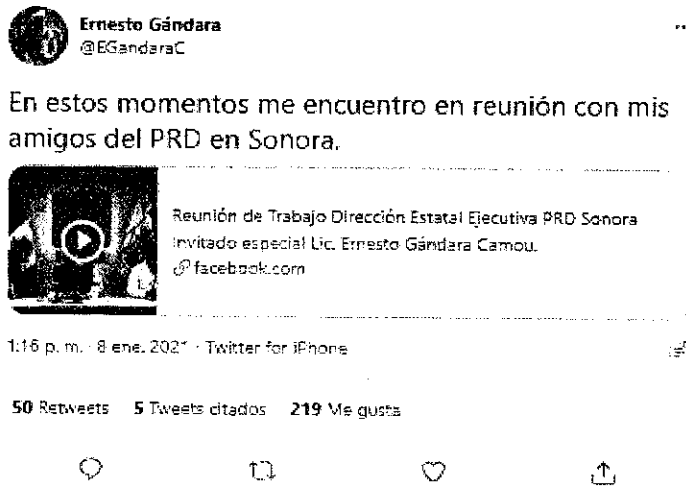 Ernesto Gándara
@EGandaraC
En estos momentos me encuentro en reunión con mis
amigos del PRD en Sonora.
Reunión de Trabajo Dirección Estatal Ejecutiva PRD Sonora
Invitado especial Lic. Ernesto Gándara Camou.
facebook.com
1:16 p. m. · 8 ene. 2021 · Twitter for iPhone
50 Retweets 5 Tweets citados 219 Me gusta